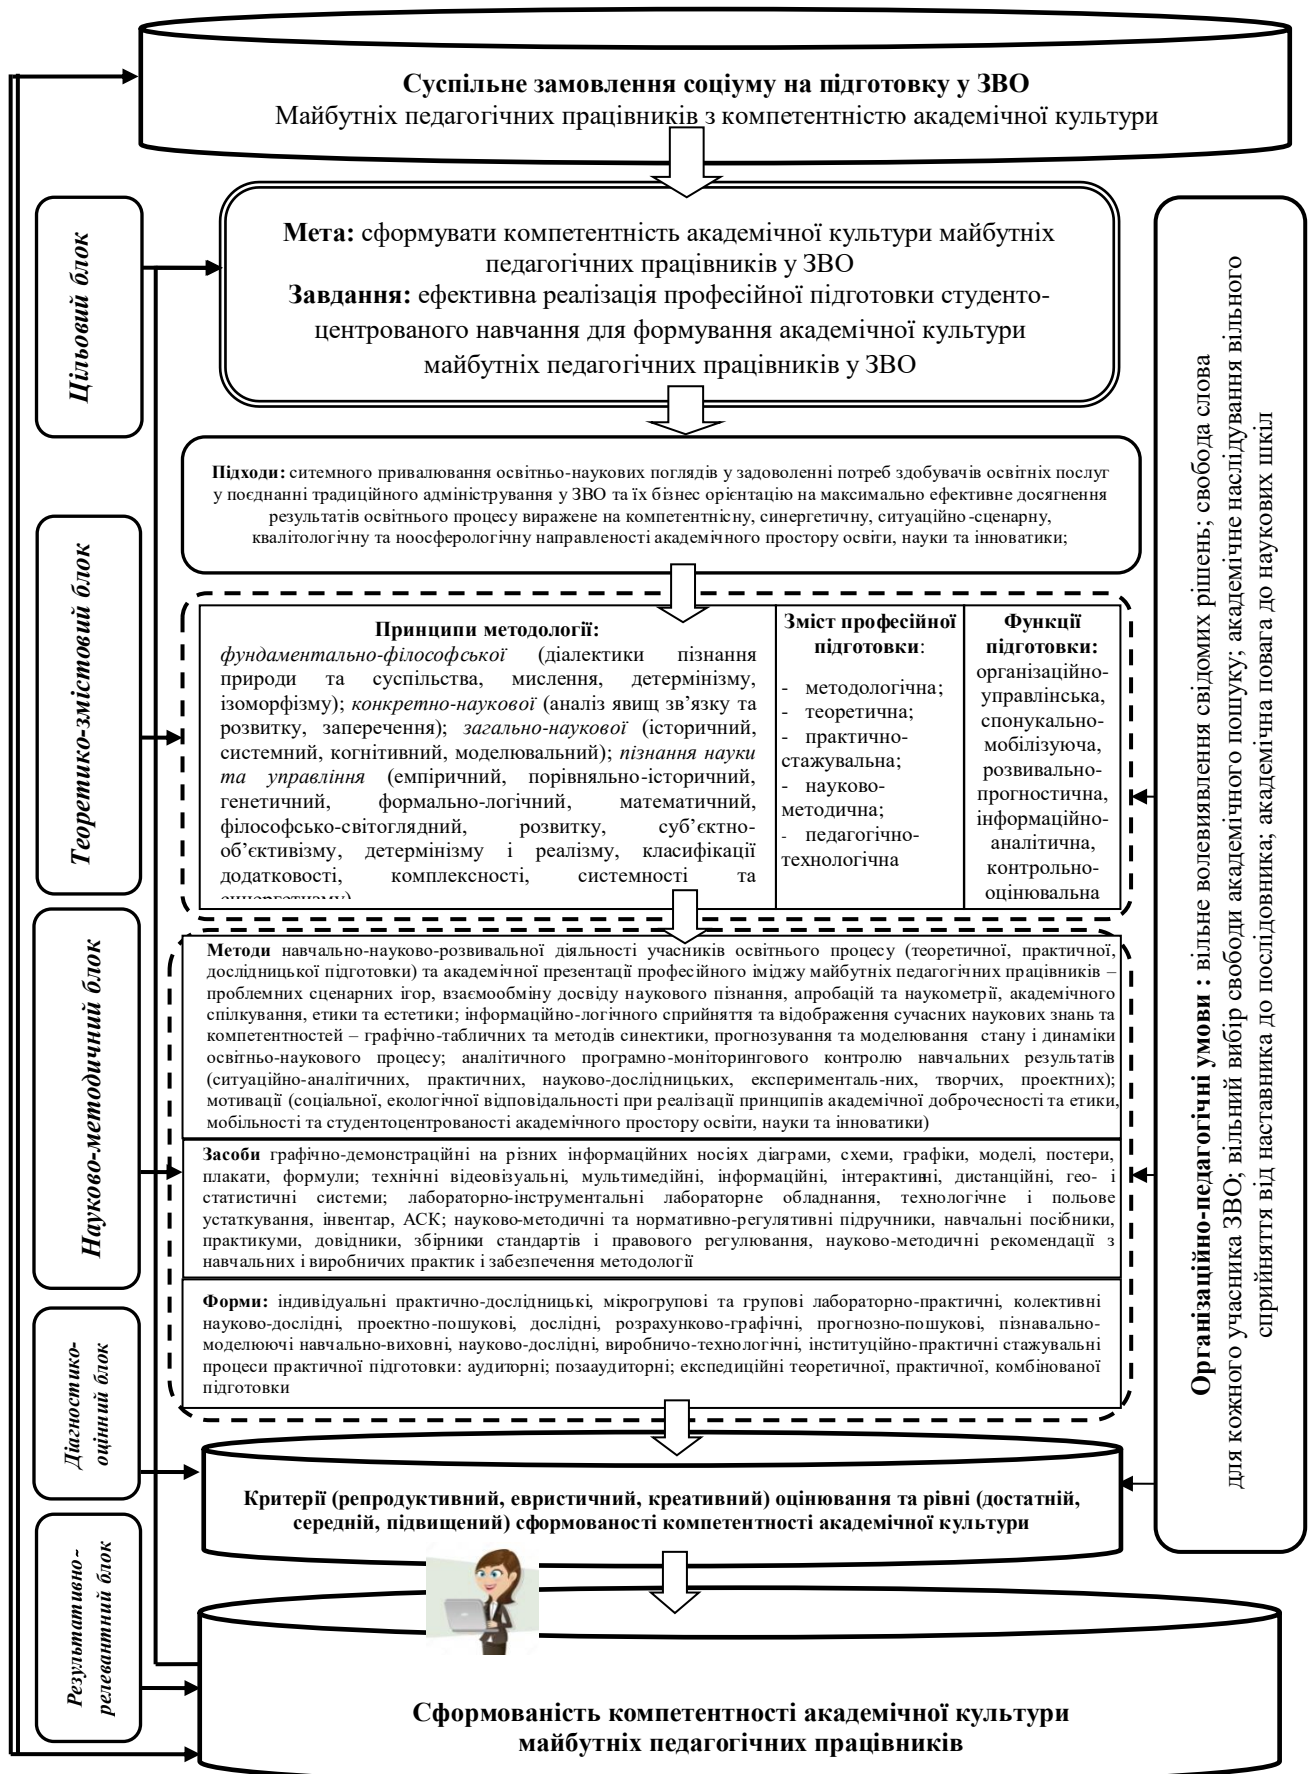 Суспільне замовлення соціуму на підготовку у ЗВО
Майбутніх педагогічних працівників з компетентністю академічної культури
Цільовий блок
Мета: сформувати компетентність академічної культури майбутніх
педагогічних працівників у ЗВО
Завдання: ефективна реалізація професійної підготовки студенто-
центрованого навчання для формування академічної культури
майбутніх педагогічних працівників у ЗВО
Теоретико-змістовий блок
Підходи: ситемного привалювання освітньо-наукових поглядів у задоволенні потреб здобувачів освітніх послуг
у поєднанні традиційного адміністрування у ЗВО та їх бізнес орієнтацію на максимально ефективне досягнення
результатів освітнього процесу виражене на компетентнісну, синергетичну, ситуаційно-сценарну,
квалітологічну та ноосферологічну направленості академічного простору освіти, науки та інноватики;
Принципи методології:
фундаментально-філософської (діалектики пізнання
природи та суспільства, мислення, детермінізму,
ізоморфізму); конкретно-наукової (аналіз явищ зв’язку та
розвитку, заперечення); загально-наукової (історичний,
системний, когнітивний, моделювальний); пізнання науки
та управління (емпіричний, порівняльно-історичний,
генетичний, формально-логічний, математичний,
філософсько-світоглядний, розвитку, суб’єктно-
об’єктивізму, детермінізму і реалізму, класифікації
додатковості, комплексності, системності та
синергетизму)
Зміст професійної
підготовки:
- методологічна;
- теоретична;
- практично-
стажувальна;
- науково-
методична;
- педагогічно-
технологічна
Функції
підготовки:
організаційно-
управлінська,
спонукально-
мобілізуюча,
розвивально-
прогностична,
інформаційно-
аналітична,
контрольно-
оцінювальна
Науково-методичний блок
Методи навчально-науково-розвивальної діяльності учасників освітнього процесу (теоретичної, практичної,
дослідницької підготовки) та академічної презентації професійного іміджу майбутніх педагогічних працівників –
проблемних сценарних ігор, взаємообміну досвіду наукового пізнання, апробацій та наукометрії, академічного
спілкування, етики та естетики; інформаційно-логічного сприйняття та відображення сучасних наукових знань та
компетентностей – графічно-табличних та методів синектики, прогнозування та моделювання стану і динаміки
освітньо-наукового процесу; аналітичного програмно-моніторингового контролю навчальних результатів
(ситуаційно-аналітичних, практичних, науково-дослідницьких, эксперименталь-них, творчих, проектних);
мотивації (соціальної, екологічної відповідальності при реалізації принципів академічної доброчесності та етики,
мобільності та студентоцентрованості академічного простору освіти, науки та інноватики)
Засоби графічно-демонстраційні на різних інформаційних носіях діаграми, схеми, графіки, моделі, постери,
плакати, формули; технічні відеовізуальні, мультимедійні, інформаційні, інтерактивні, дистанційні, гео- і
статистичні системи; лабораторно-інструментальні лабораторне обладнання, технологічне і польове
устаткування, інвентар, АСК; науково-методичні та нормативно-регулятивні підручники, навчальні посібники,
практикуми, довідники, збірники стандартів і правового регулювання, науково-методичні рекомендації з
навчальних і виробничих практик і забезпечення методології
Форми: індивідуальні практично-дослідницькі, мікрогрупові та групові лабораторно-практичні, колективні
науково-дослідні, проектно-пошукові, дослідні, розрахунково-графічні, прогнозно-пошукові, пізнавально-
моделюючі навчально-виховні, науково-дослідні, виробничо-технологічні, інституційно-практичні стажувальні
процеси практичної підготовки: аудиторні; позааудиторні; експедиційні теоретичної, практичної, комбінованої
підготовки
Діагностико-
оцінний блок
Критерії (репродуктивний, евристичний, креативний) оцінювання та рівні (достатній,
середній, підвищений) сформованості компетентності академічної культури
Результативно-
релевантний блок
Сформованість компетентності академічної культури
майбутніх педагогічних працівників
Організаційно-педагогічні умови : вільне волевиявлення свідомих рішень; свобода слова
для кожного учасника ЗВО; вільний вибір свободи академічного пошуку; академічне наслідування вільного
сприйняття від наставника до послідовника; академічна повага до наукових шкіл